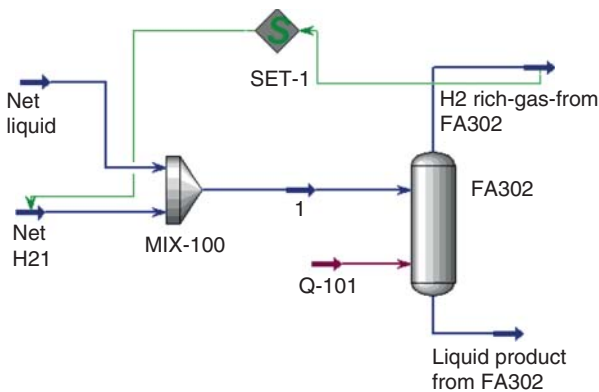 S
SET-1
H2 rich-gas-from
FA302
Net
liquid
FA302
1
MIX-100
Net
H21
Q-101
Liquid product
from FA302